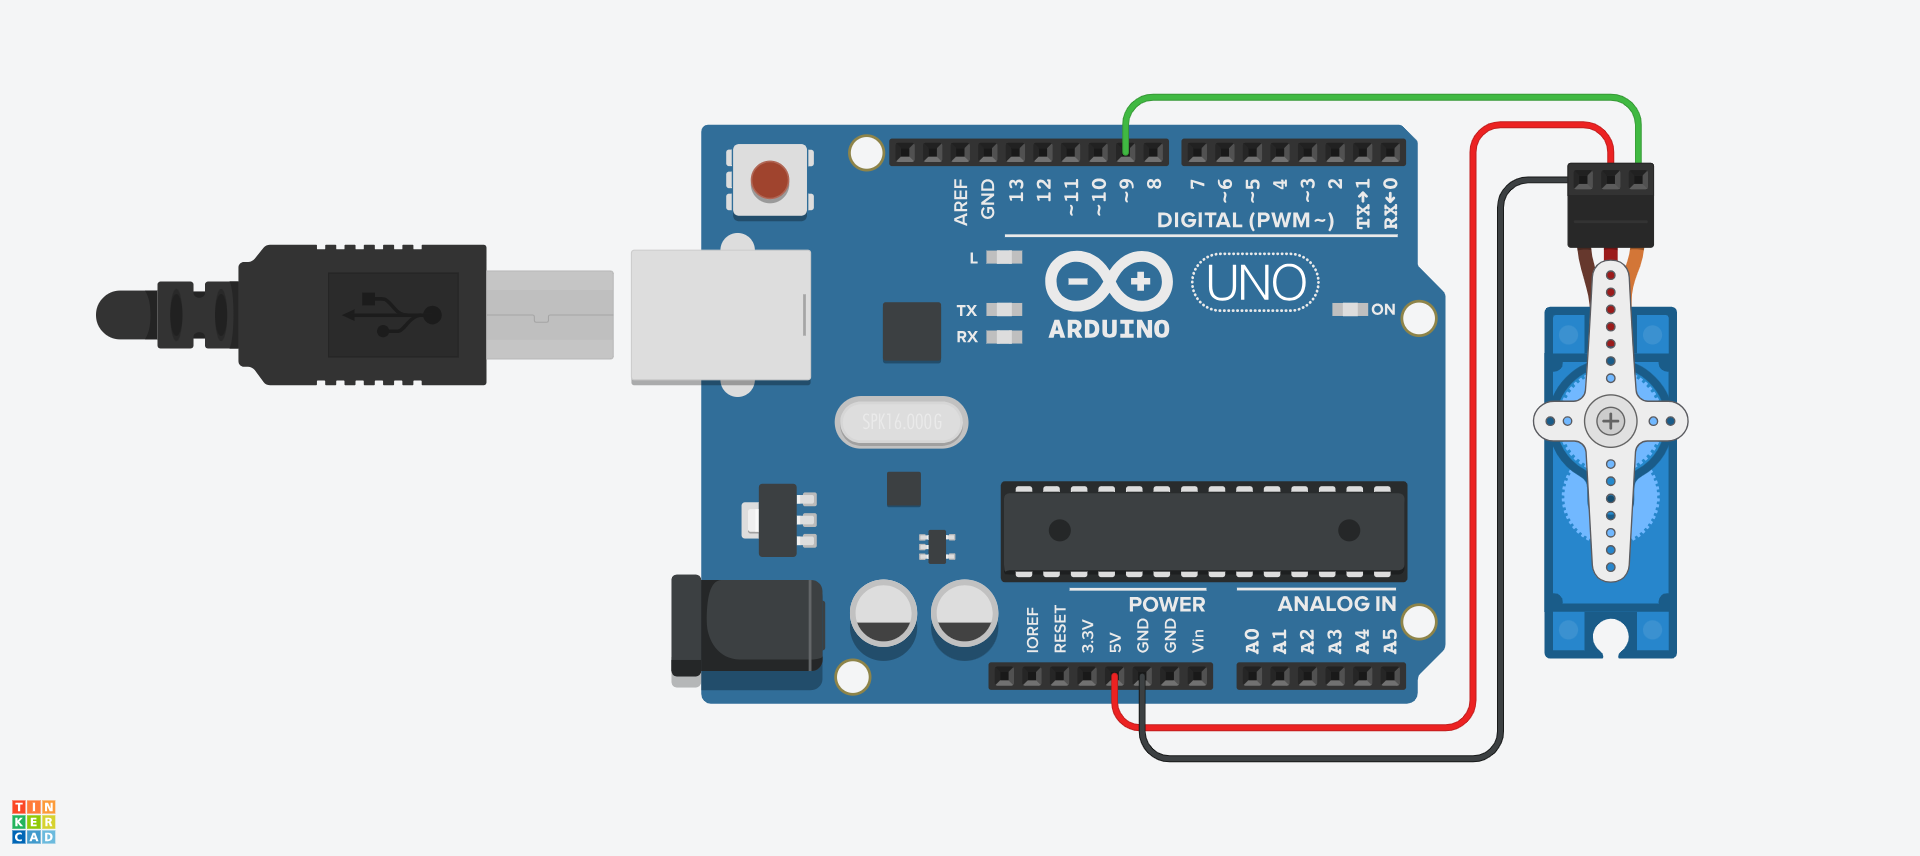 AREF
GND
13
12
~11
~10
~9
8
7
~6
~5
4
~3
2
TX→1
RX←0
DIGITAL (PWM~)
L
TX
RX
ARDUINO
UNO
ON
SPK16.000G
POWER
ANALOG IN
IOREF
RESET
3.3V
5V
GND
GND
Vin
A0
A1
A2
A3
A4
A5
TIN
KER
CAD